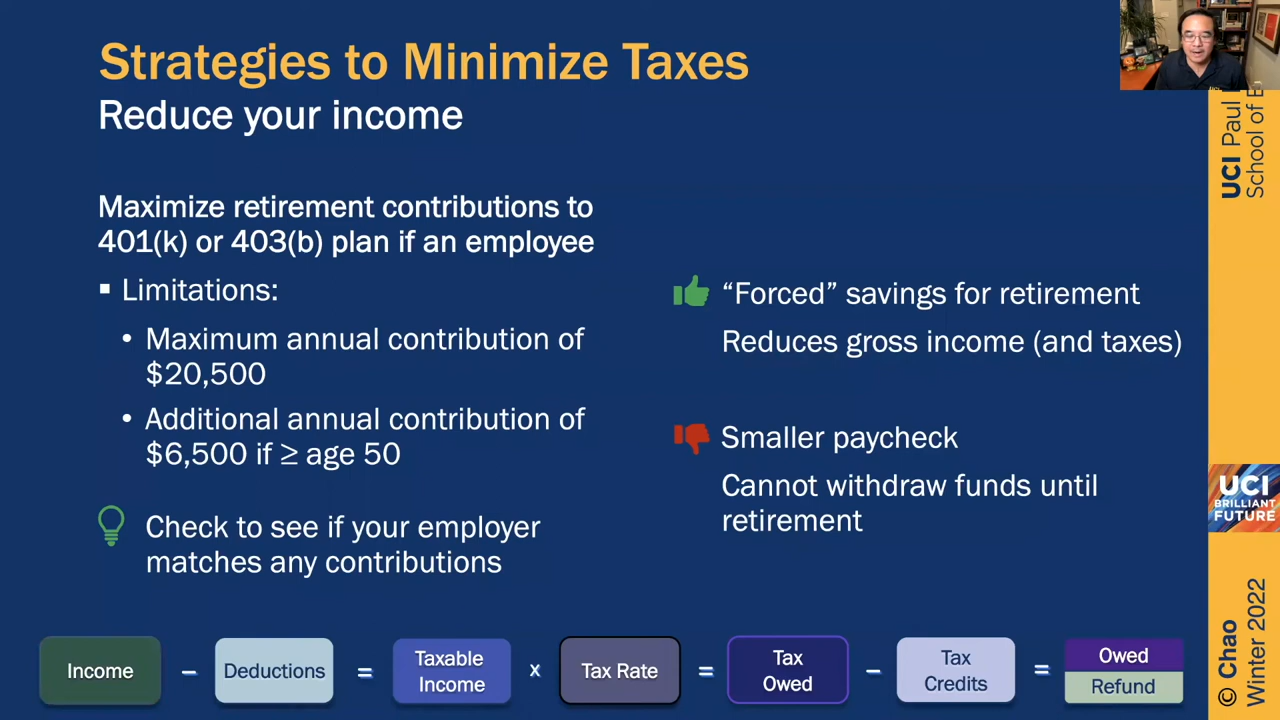 Strategies to Minimize Taxes
Reduce your income
Maximize retirement contributions to
401(k) or 403(b) plan if an employee
▪ Limitations:
• Maximum annual contribution of
$20,500
• Additional annual contribution of
$6,500 if ≥ age 50
Check to see if your employer
matches any contributions
“Forced” savings for retirement
Reduces gross income (and taxes)
Smaller paycheck
Cannot withdraw funds until
retirement
Income
–
Deductions
=
Taxable
Income
x
Tax Rate
=
Tax
Owed
–
Tax
Credits
=
Owed
Refund
UCI Paul
School of
UCI
BRILLIANT
FUTURE
© Chao
Winter 2022